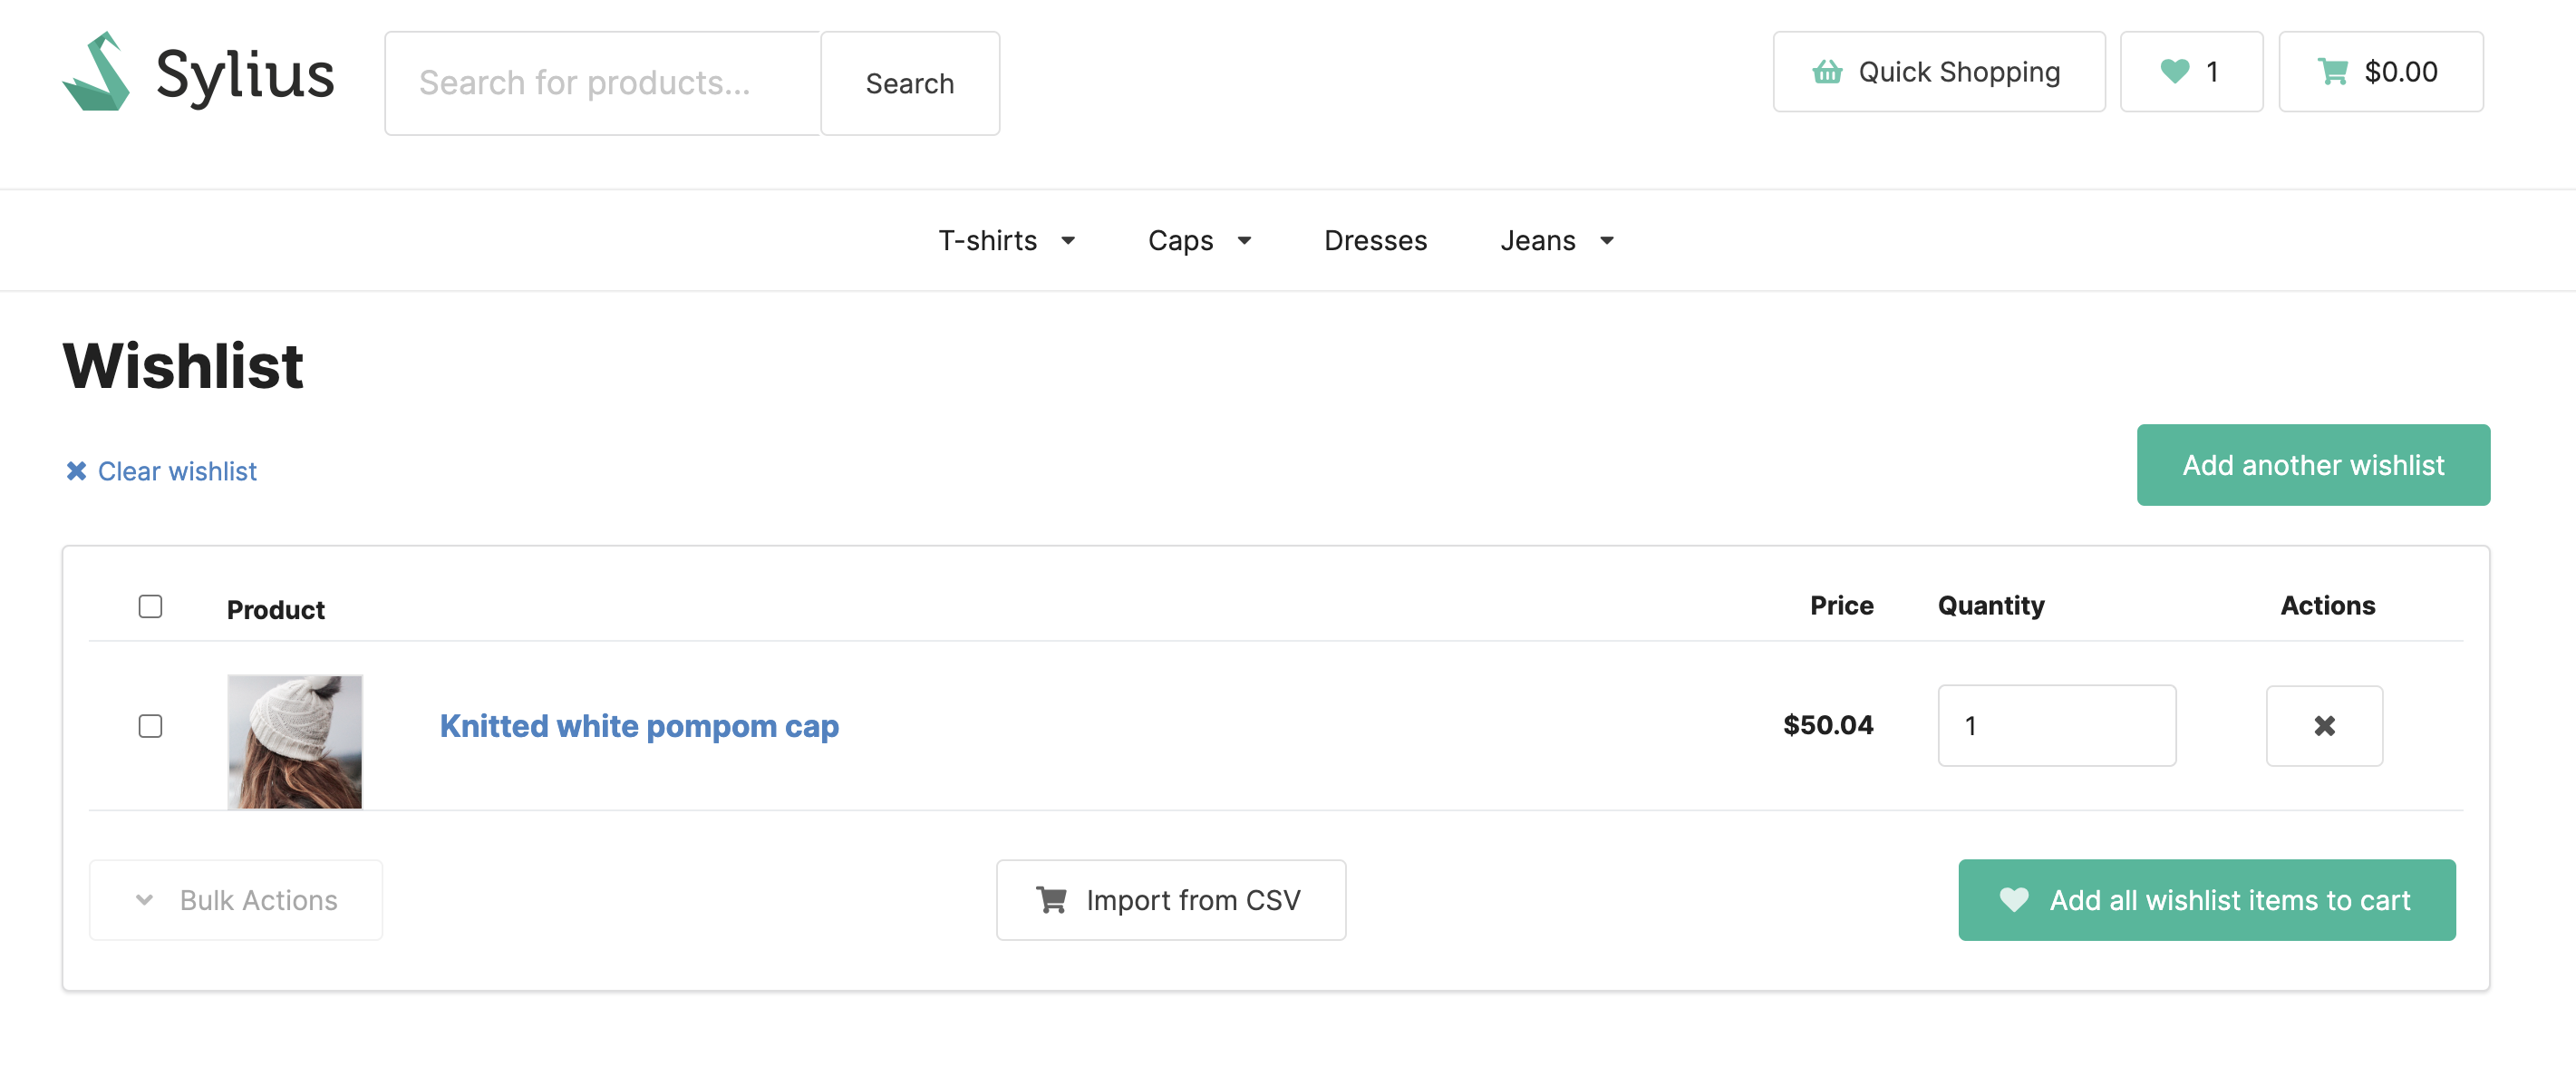 Sylius
Search for products...
Search
Quick Shopping
1
$0.00
T-shirts
Caps
Dresses
Jeans
Wishlist
Clear wishlist
Add another wishlist
Product
Price
Quantity
Actions
Knitted white pompom cap
$50.04
1
Bulk Actions
Import from CSV
Add all wishlist items to cart